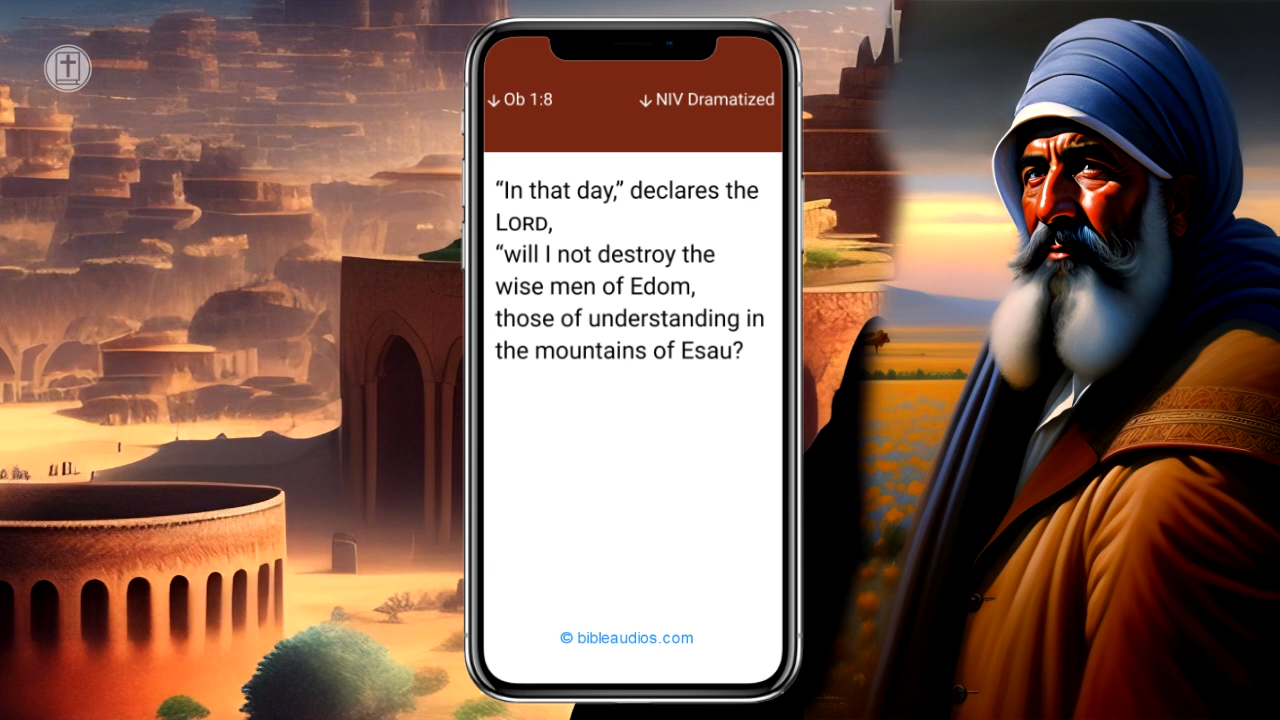 Ob 1:8
NIV Dramatized
“In that day,” declares the
LORD,
“will I not destroy the
wise men of Edom,
those of understanding in
the mountains of Esau?
© bibleaudios.com